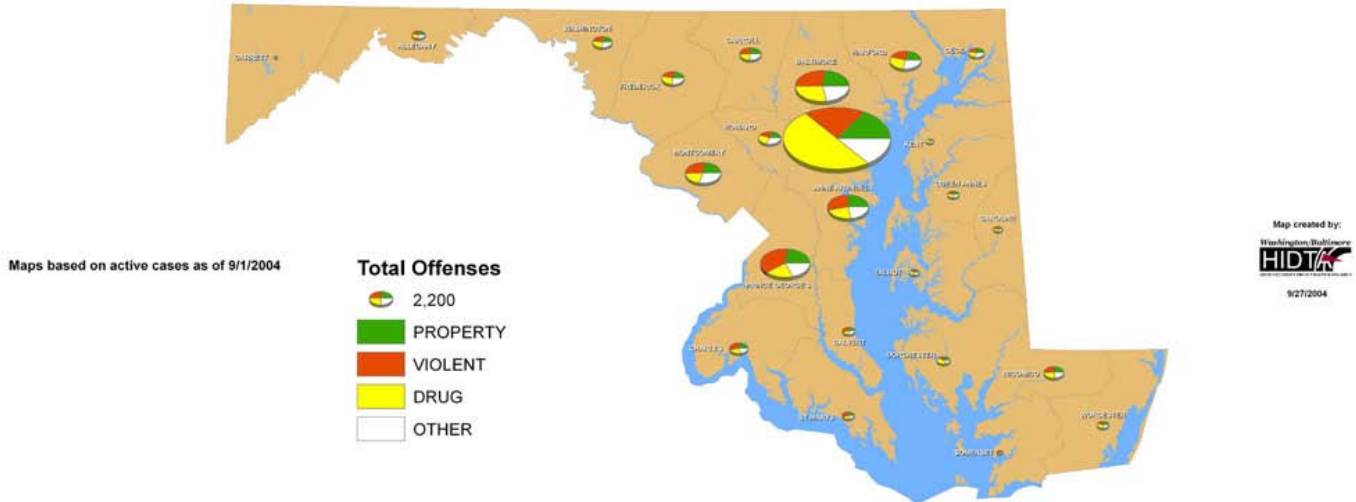 WASHINGTON
ALLEGANY
GARRETT
CARROLL
HARFORD
CECIL
BALTIMORE
FREDERICK
HOWARD
KENT
MONTGOMERY
QUEEN ANNES
ANNE ARUNDEL
CAROLINE
TALBOT
PRINCE GEORGE'S
CALVERT
CHARLES
DORCHESTER
WICOMICO
ST MARYS
WORCESTER
SOMERSET
Maps based on active cases as of 9/1/2004
Total Offenses
2,200
PROPERTY
VIOLENT
DRUG
OTHER
Map created by:
Washington/Baltimore
HIDTA
9/27/2004